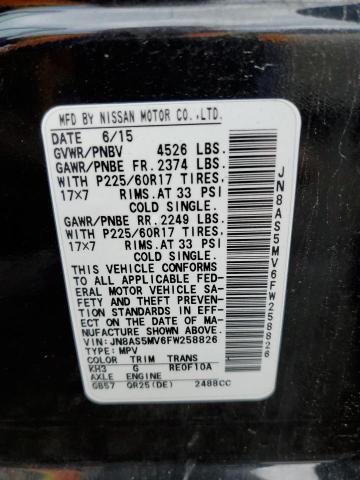 MFD BY NISSAN MOTOR CO.,LTD.
DATE 6/15
GVWR/PNBV 4526 LBS.
GAWR/PNBE FR. 2374 LBS.
WITH P225/60R17 TIRES,
17×7 RIMS.AT 33 PSI
COLD SINGLE.
GAWR/PNBE RR. 2249 LBS.
WITH P225/60R17 TIRES,
17×7 RIMS.AT 33 PSI
COLD SINGLE.
THIS VEHICLE CONFORMS
TO ALL APPLICABLE FED-
ERAL MOTOR VEHICLE SA-
FETY AND THEFT PREVENTION
STANDARDS IN EFFECT
ON THE DATE OF MA-
NUFACTURE SHOWN ABOVE.
VIN: JN8AS5MV6FW258826
TYPE: MPV
COLOR TRIM TRANS
KH3 G RE0F10A
AXLE ENGINE
GB57 QR25(DE) 2488CC
JN8AS5MV6FW258826